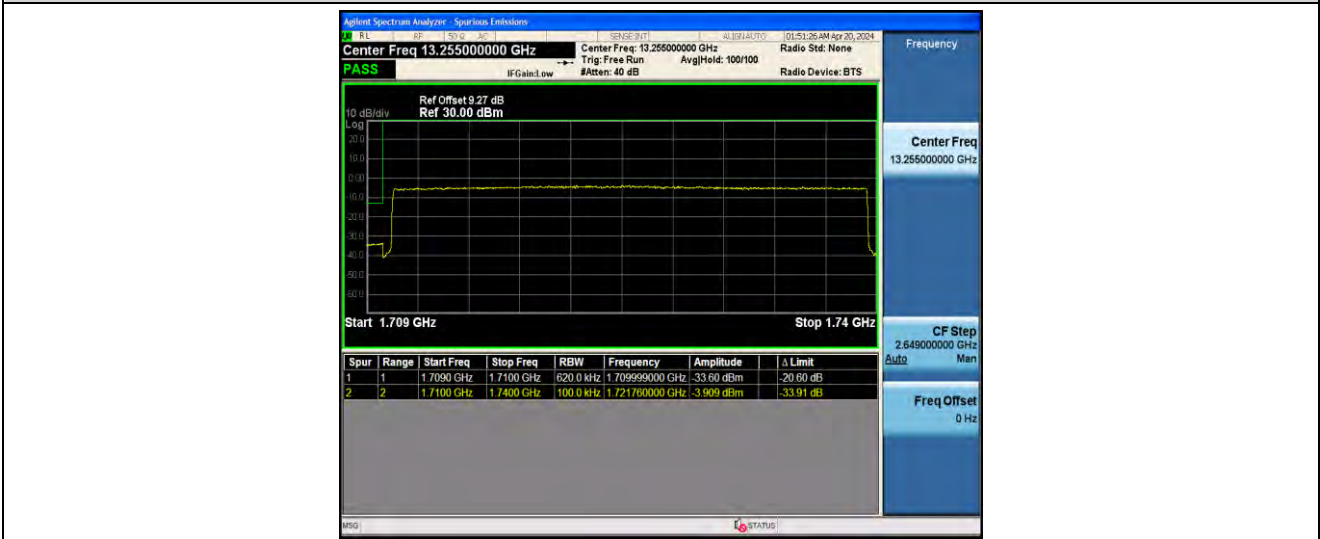 Agilent Spectrum Analyzer - Spurious Emissions
RL RF 50 Ω AC SENSE:INT ALIGNAUTO 01:51:26 AM Apr 20, 2024
Center Freq 13.255000000 GHz
Center Freq: 13.255000000 GHz
Radio Std: None
Trig: Free Run
Avg|Hold: 100/100
PASS
IFGain:Low
#Atten: 40 dB
Radio Device: BTS
Ref Offset 9.27 dB
10 dB/div Ref 30.00 dBm
Log
20.0
10.0
0.00
-10.0
-20.0
-30.0
-40.0
-50.0
-60.0
Start 1.709 GHz
Stop 1.74 GHz
Spur Range Start Freq Stop Freq RBW Frequency Amplitude Δ Limit
1 1 1.7090 GHz 1.7100 GHz 620.0 kHz 1.709999000 GHz -33.60 dBm -20.60 dB
2 2 1.7100 GHz 1.7400 GHz 100.0 kHz 1.721760000 GHz -3.909 dBm -33.91 dB
MSG
STATUS
Frequency
Center Freq
13.255000000 GHz
CF Step
2.649000000 GHz
Auto Man
Freq Offset
0 Hz